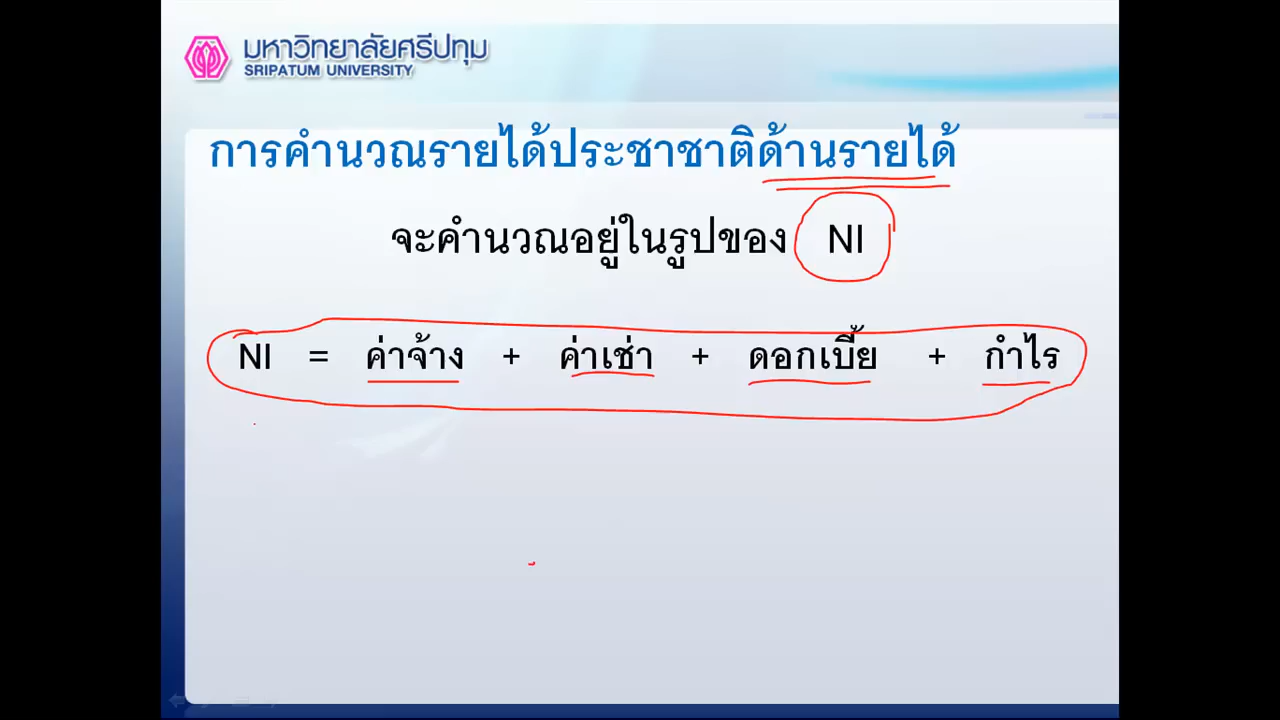 มหาวิทยาลัยศรีปทุม
SRIPATUM UNIVERSITY
การคำนวณรายได้ประชาชาติด้านรายได้
จะคำนวณอยู่ในรูปของ NI
NI = ค่าจ้าง + ค่าเช่า + ดอกเบี้ย + กำไร